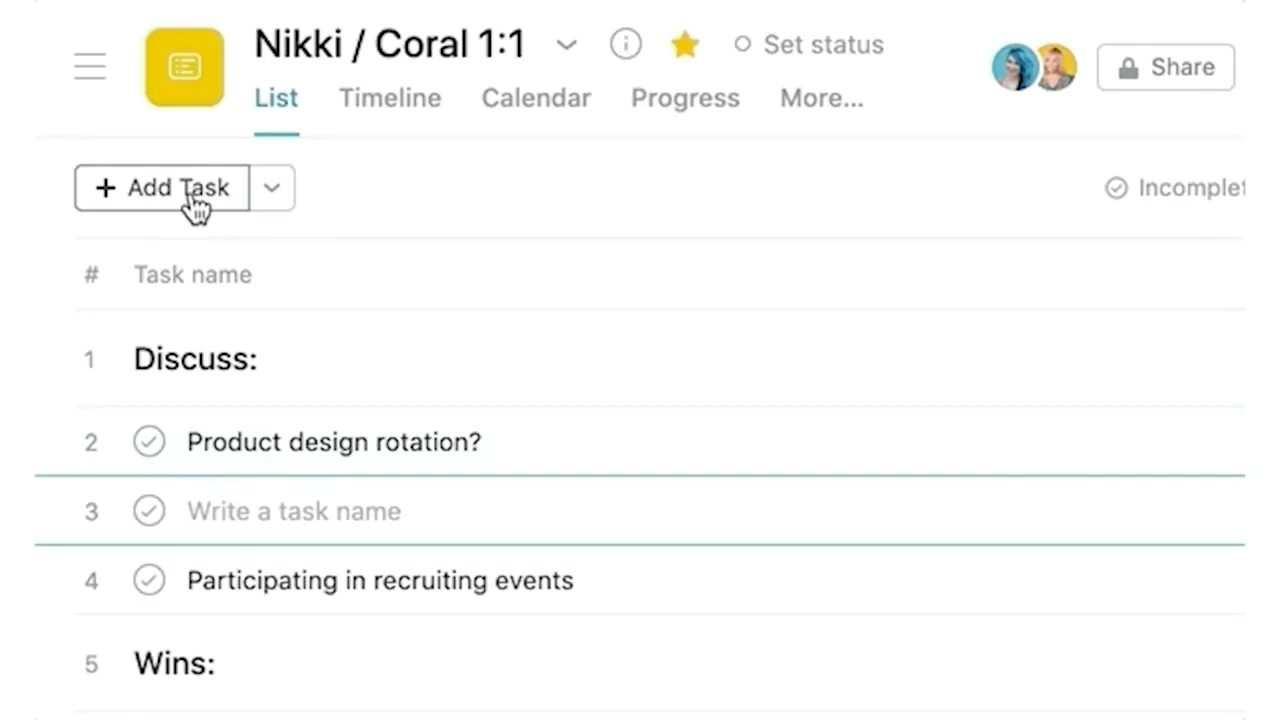 Nikki / Coral 1:1
Set status
Share
List
Timeline
Calendar
Progress
More...
+ Add Task
Incomplet
# Task name
1 Discuss:
2 Product design rotation?
3 Write a task name
4 Participating in recruiting events
5 Wins: